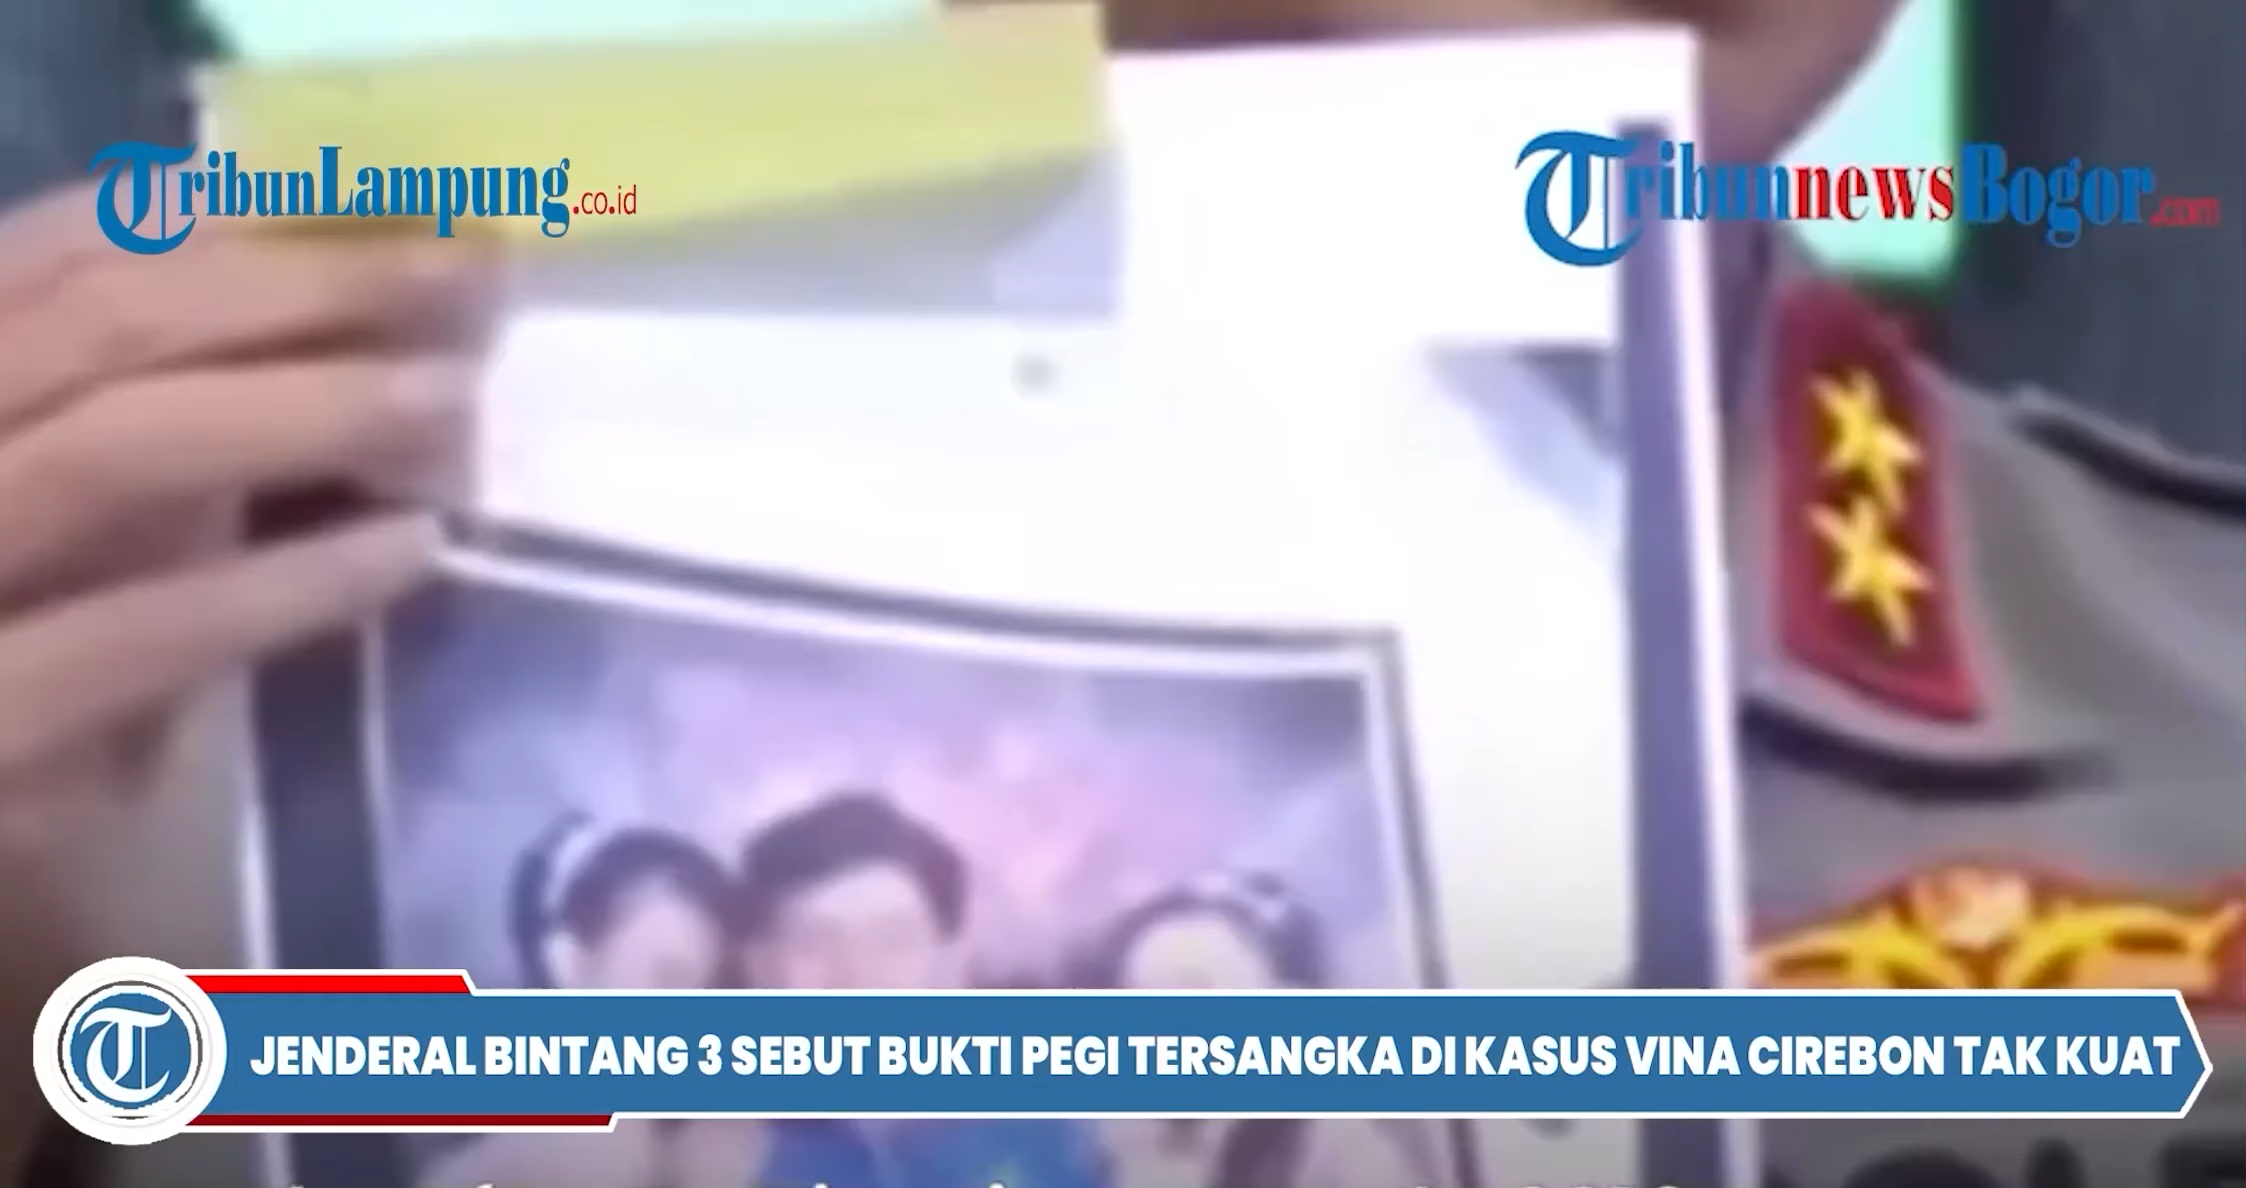 TribunLampung.co.id
TribunnewsBogor.com
JENDERAL BINTANG 3 SEBUT BUKTI PEGI TERSANGKA DI KASUS VINA CIREBON TAK KUAT